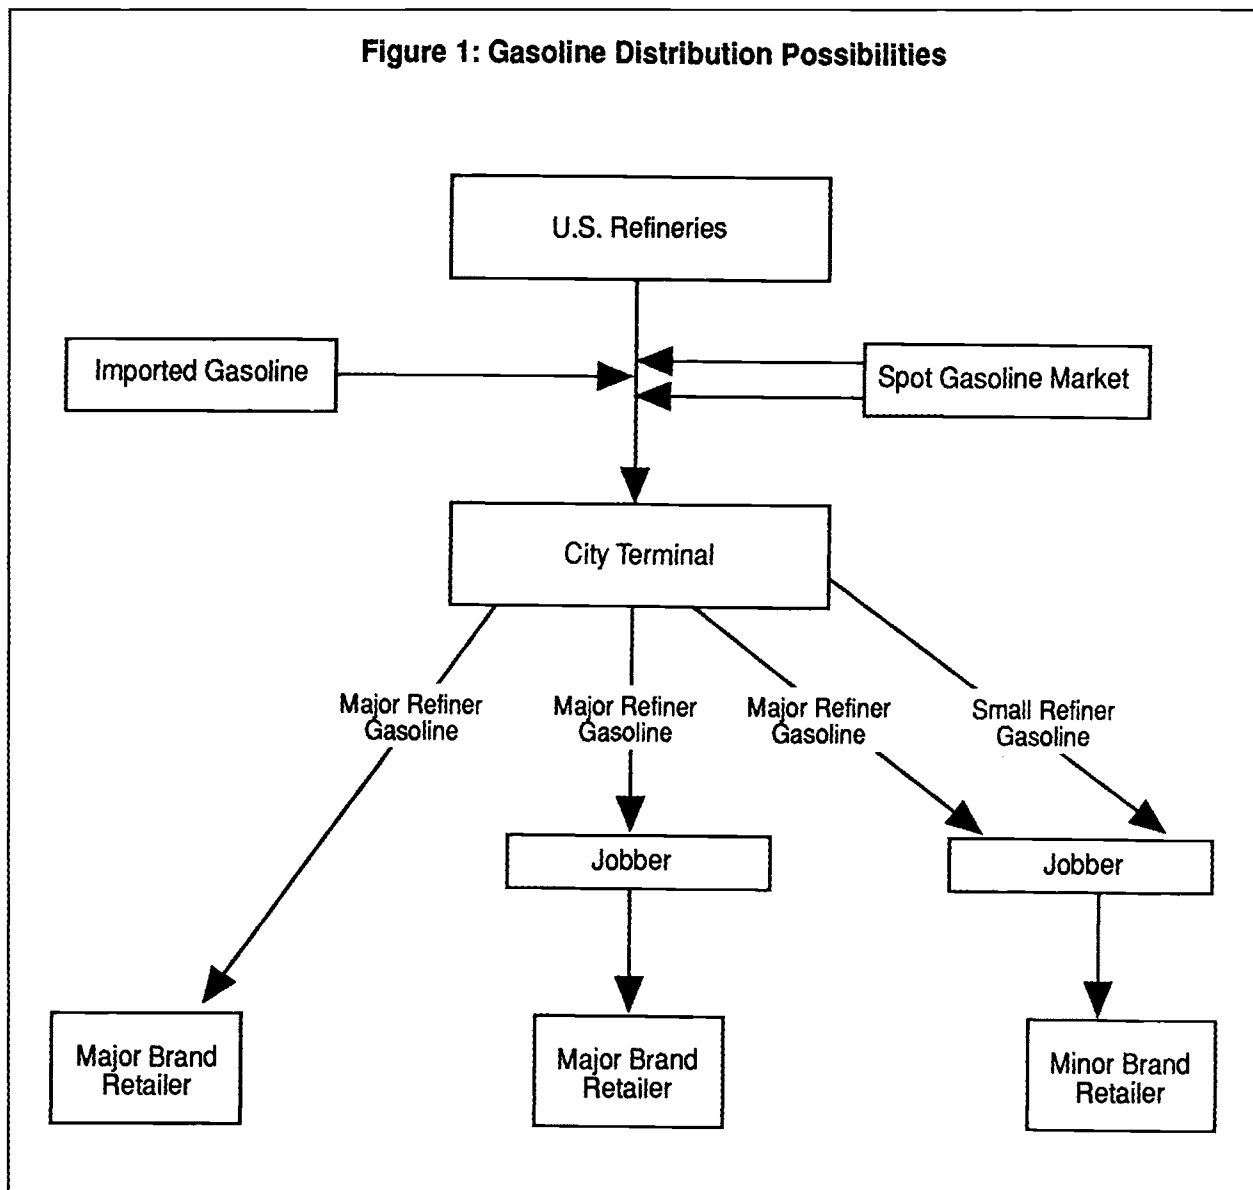 Figure 1: Gasoline Distribution Possibilities
U.S. Refineries
Imported Gasoline
Spot Gasoline Market
City Terminal
Major Refiner
Gasoline
Major Refiner
Gasoline
Major Refiner
Gasoline
Small Refiner
Gasoline
Jobber
Jobber
Major Brand
Retailer
Major Brand
Retailer
Minor Brand
Retailer